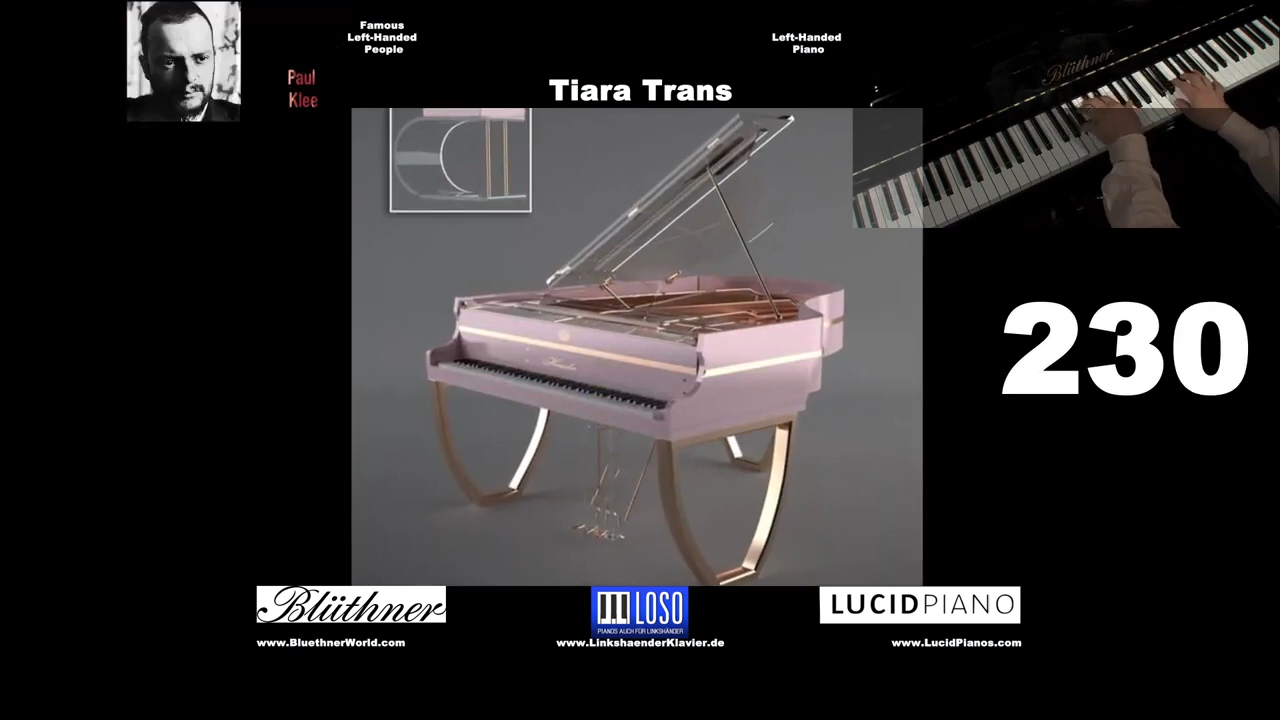 Famous
Left-Handed
People
Left-Handed
Piano
Paul
Klee
Tiara Trans
Blüthner
230
Blüthner
LOSO
PIANOS AUCH FÜR LINKSHÄNDER
LUCIDPIANO
www.BluethnerWorld.com
www.LinkshaenderKlavier.de
www.LucidPianos.com